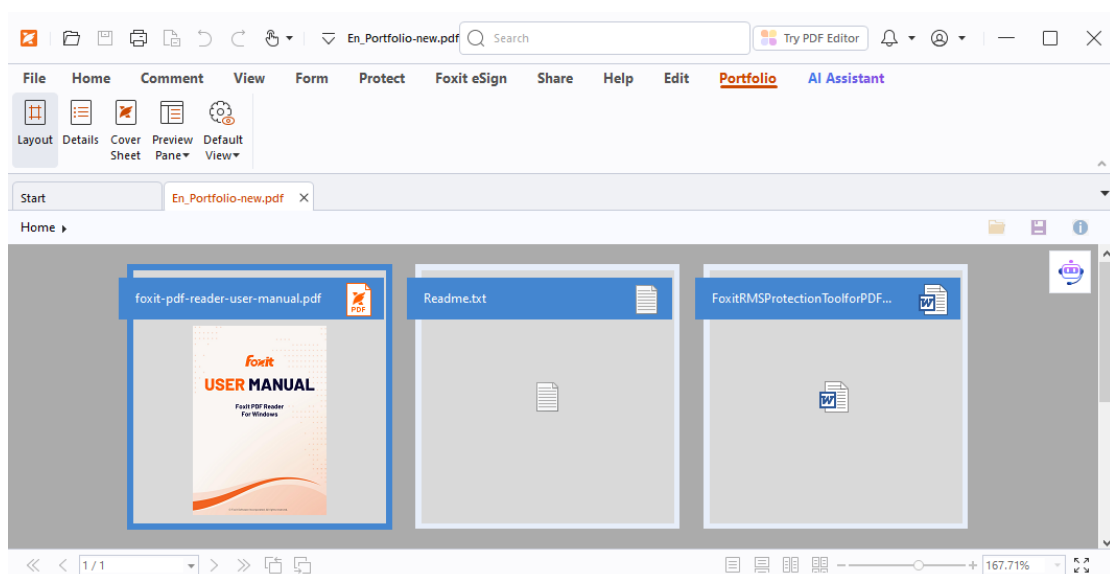 En_Portfolio-new.pdf Search Try PDF Editor
File Home Comment View Form Protect Foxit eSign Share Help Edit Portfolio AI Assistant
Layout Details Cover Sheet Preview Pane Default View
Start En_Portfolio-new.pdf
Home
foxit-pdf-reader-user-manual.pdf
PDF
Readme.txt
FoxitRMSProtectionToolforPDF...
W
Foxit
USER MANUAL
Foxit PDF Reader
For Windows
W
1 / 1 167.71%